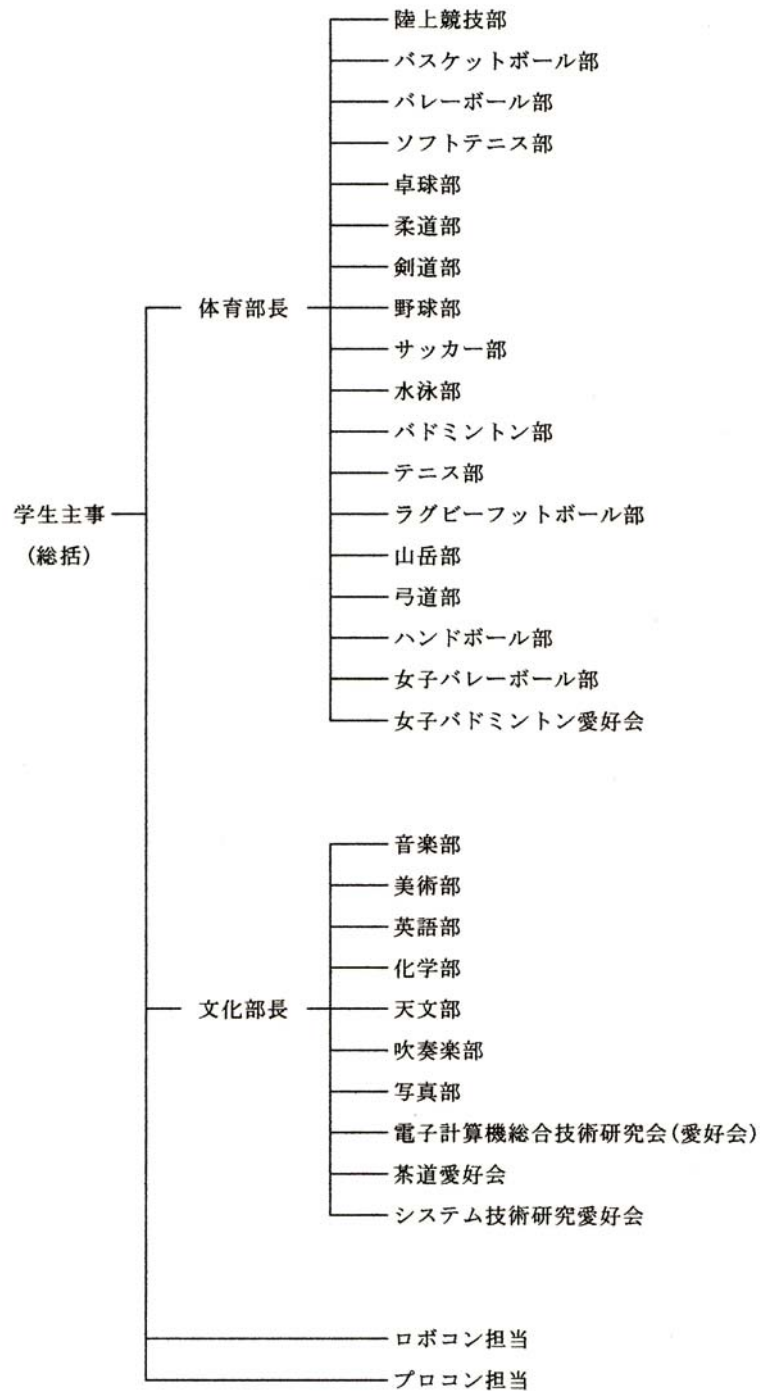 陸上競技部
バスケットボール部
バレーボール部
ソフトテニス部
卓球部
柔道部
剣道部
体育部長
野球部
サッカー部
水泳部
バドミントン部
テニス部
学生主事
(総括)
ラグビーフットボール部
山岳部
弓道部
ハンドボール部
女子バレーボール部
女子バドミントン愛好会
音楽部
美術部
英語部
化学部
文化部長
天文部
吹奏楽部
写真部
電子計算機総合技術研究会(愛好会)
茶道愛好会
システム技術研究愛好会
ロボコン担当
プロコン担当